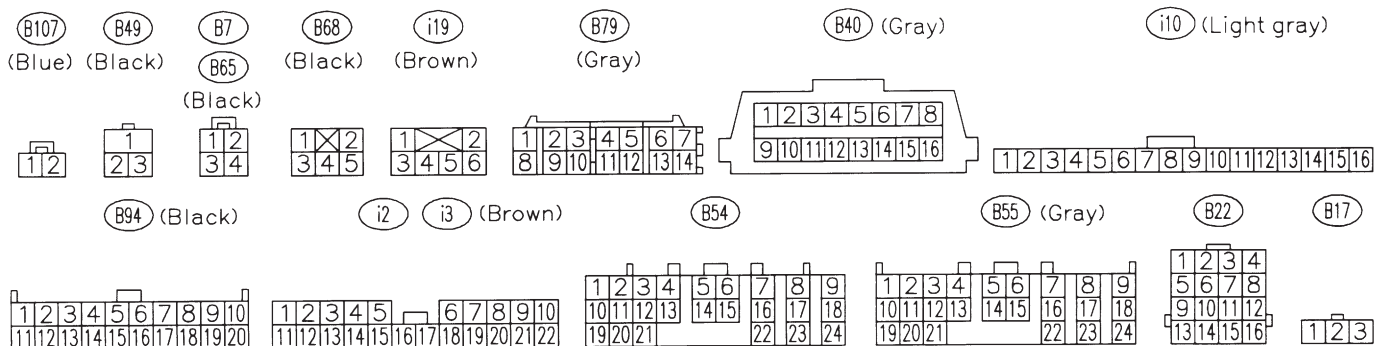 B107 B49 B7 B68 i19 B79 B40 (Gray) i10 (Light gray)
(Blue) (Black) B65 (Black) (Brown) (Gray)
(Black)
1 2 3 4 5 6 7 8
1 1 2 1 2 1 2 1 2 3 4 5 6 7
1 2 2 3 3 4 3 4 5 3 4 5 6 8 9 10 11 12 13 14 9 10 11 12 13 14 15 16 1 2 3 4 5 6 7 8 9 10 11 12 13 14 15 16
B94 (Black) i2 i3 (Brown) B54 B55 (Gray) B22 B17
1 2 3 4
1 2 3 4 5 6 7 8 9 1 2 3 4 5 6 7 8 9 5 6 7 8
1 2 3 4 5 6 7 8 9 10 1 2 3 4 5 6 7 8 9 10 10 11 12 13 14 15 16 17 18 10 11 12 13 14 15 16 17 18 9 10 11 12
11 12 13 14 15 16 17 18 19 20 11 12 13 14 15 16 17 18 19 20 21 22 19 20 21 22 23 24 19 20 21 22 23 24 13 14 15 16 1 2 3